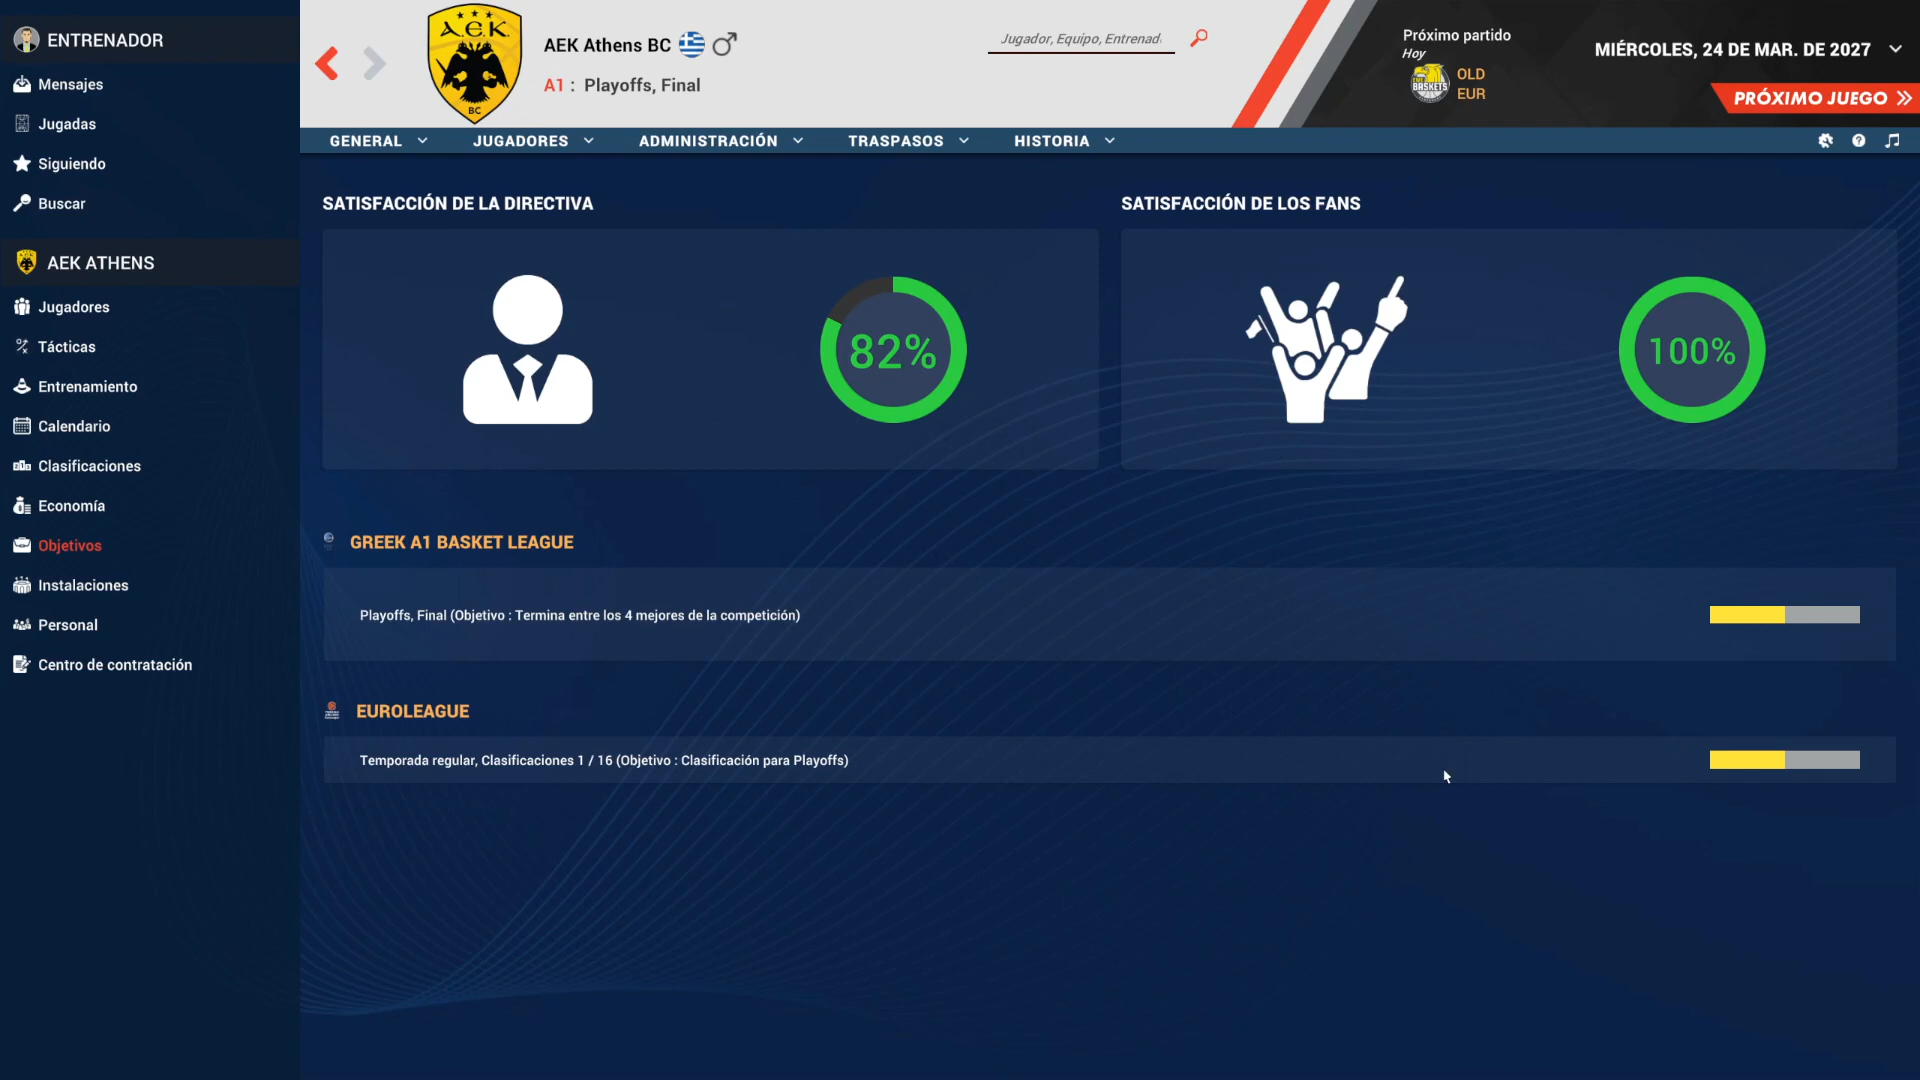 ENTRENADOR
Mensajes
Jugadas
Siguiendo
Buscar
AEK ATHENS
Jugadores
Tácticas
Entrenamiento
Calendario
Clasificaciones
Economía
Objetivos
Instalaciones
Personal
Centro de contratación
A.E.K.
BC
AEK Athens BC
A1 : Playoffs, Final
Jugador, Equipo, Entrenad
Próximo partido
Hoy
BASKETS
OLD
EUR
MIÉRCOLES, 24 DE MAR. DE 2027
PRÓXIMO JUEGO
GENERAL
JUGADORES
ADMINISTRACIÓN
TRASPASOS
HISTORIA
SATISFACCIÓN DE LA DIRECTIVA
82%
SATISFACCIÓN DE LOS FANS
100%
GREEK A1 BASKET LEAGUE
Playoffs, Final (Objetivo : Termina entre los 4 mejores de la competición)
EUROLEAGUE
Temporada regular, Clasificaciones 1 / 16 (Objetivo : Clasificación para Playoffs)